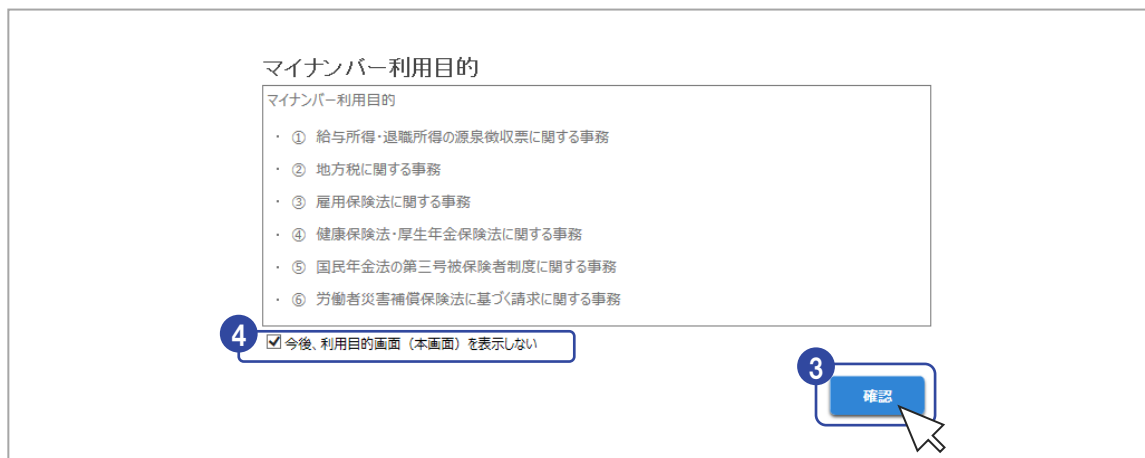 マイナンバー利用目的
マイナンバー利用目的
・ ① 給与所得・退職所得の源泉徴収票に関する事務
・ ② 地方税に関する事務
・ ③ 雇用保険法に関する事務
・ ④ 健康保険法・厚生年金保険法に関する事務
・ ⑤ 国民年金法の第三号被保険者制度に関する事務
・ ⑥ 労働者災害補償保険法に基づく請求に関する事務
4
今後、利用目的画面（本画面）を表示しない
3
確認